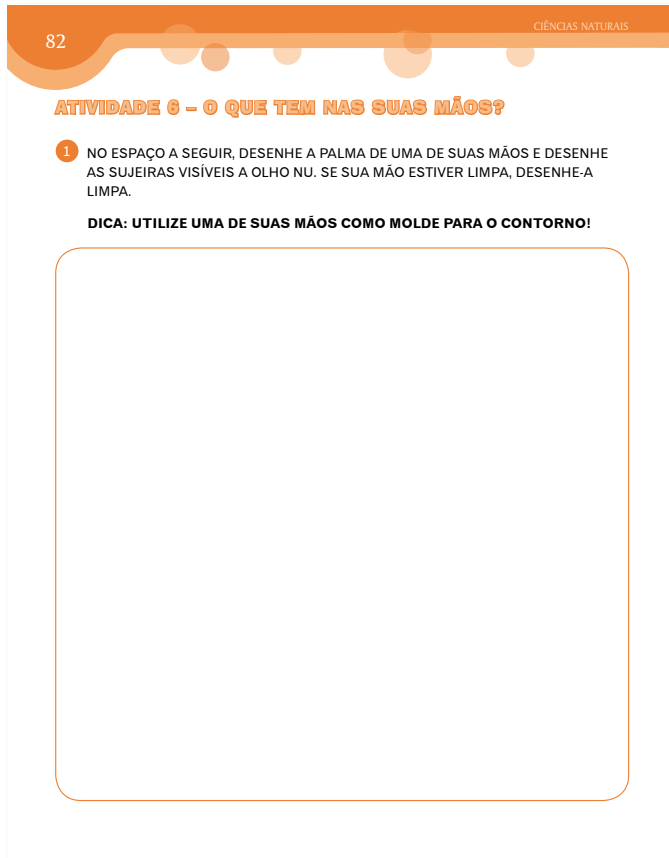 82
CIÊNCIAS NATURAIS
ATIVIDADE 6 – O QUE TEM NAS SUAS MÃOS?
1 NO ESPAÇO A SEGUIR, DESENHE A PALMA DE UMA DE SUAS MÃOS E DESENHE
AS SUJEIRAS VISÍVEIS A OLHO NU. SE SUA MÃO ESTIVER LIMPA, DESENHE-A
LIMPA.
DICA: UTILIZE UMA DE SUAS MÃOS COMO MOLDE PARA O CONTORNO!